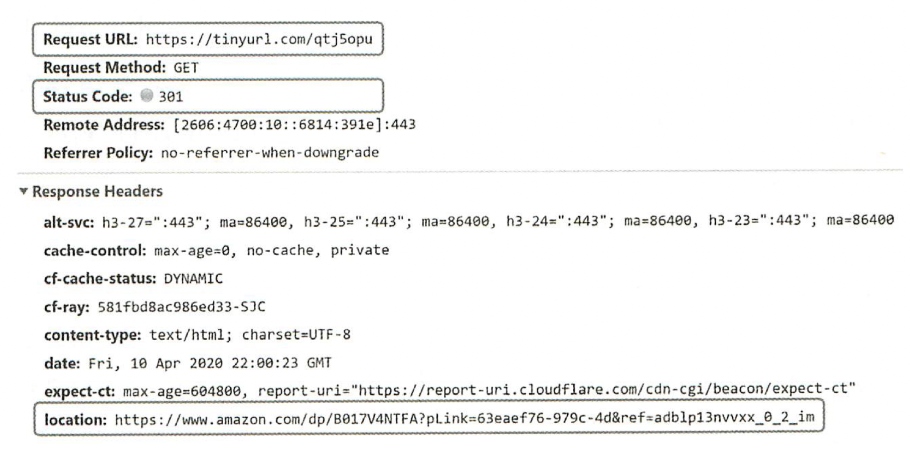 Request URL: https://tinyurl.com/qtj5opu
Request Method: GET
Status Code: 301
Remote Address: [2606:4700:10::6814:391e]:443
Referrer Policy: no-referrer-when-downgrade
▼ Response Headers
alt-svc: h3-27=":443"; ma=86400, h3-25=":443"; ma=86400, h3-24=":443"; ma=86400, h3-23=":443"; ma=86400
cache-control: max-age=0, no-cache, private
cf-cache-status: DYNAMIC
cf-ray: 581fbd8ac986ed33-SJC
content-type: text/html; charset=UTF-8
date: Fri, 10 Apr 2020 22:00:23 GMT
expect-ct: max-age=604800, report-uri="https://report-uri.cloudflare.com/cdn-cgi/beacon/expect-ct"
location: https://www.amazon.com/dp/B017V4NTFA?pLink=63eaef76-979c-4d&ref=adblp13nvvxx_0_2_im